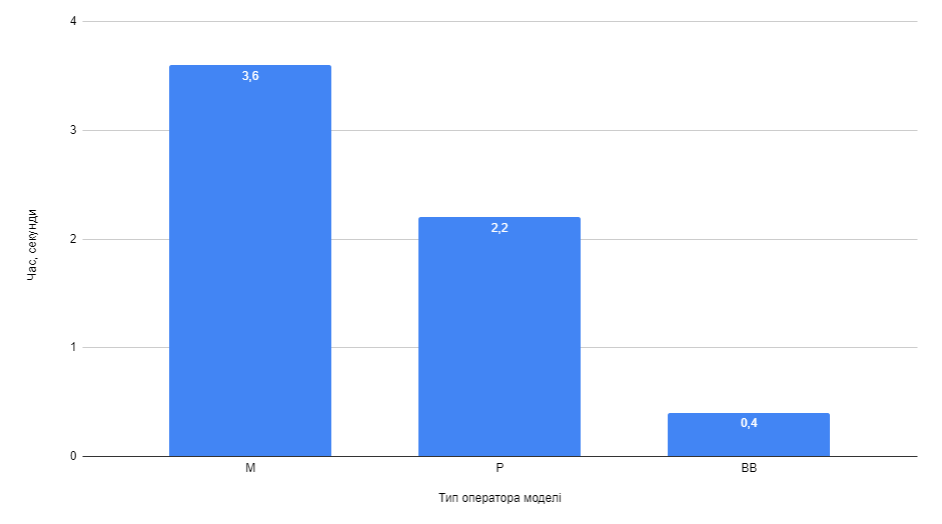 4
3,6
3
2,2
2
1
0,4
0
М
Р
ВВ
Час, секунди
Тип оператора моделі